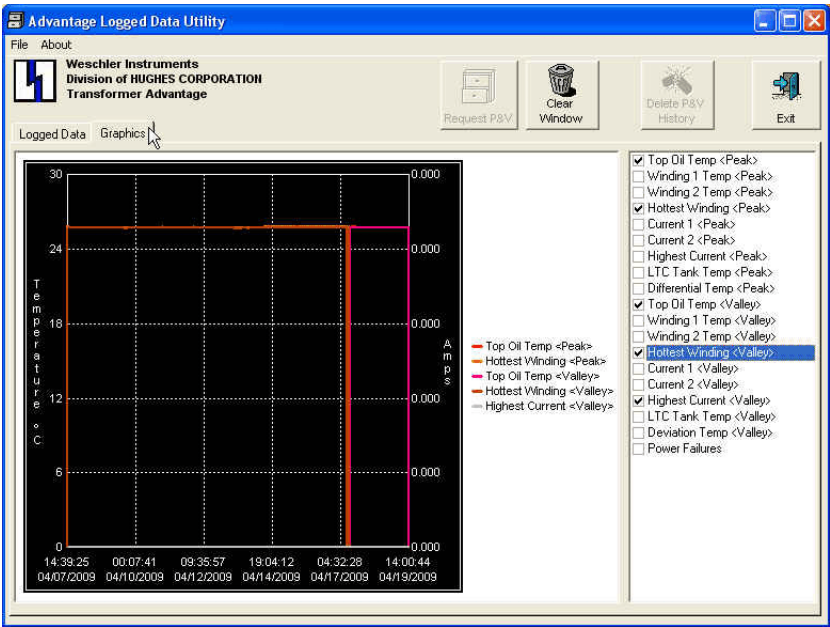 Advantage Logged Data Utility
File About
Weschler Instruments
Division of HUGHES CORPORATION
Transformer Advantage
Request P&V
Clear
Window
Delete P&V
History
Exit
Logged Data Graphics
30
24
18
12
6
0
Temperature °C
0.000
0.000
0.000
0.000
0.000
0.000
Amps
14:39:25 00:07:41 09:35:57 19:04:12 04:32:28 14:00:44
04/07/2009 04/10/2009 04/12/2009 04/14/2009 04/17/2009 04/19/2009
Top Oil Temp <Peak>
Hottest Winding <Peak>
Top Oil Temp <Valley>
Hottest Winding <Valley>
Highest Current <Valley>
Top Oil Temp <Peak>
Winding 1 Temp <Peak>
Winding 2 Temp <Peak>
Hottest Winding <Peak>
Current 1 <Peak>
Current 2 <Peak>
Highest Current <Peak>
LTC Tank Temp <Peak>
Differential Temp <Peak>
Top Oil Temp <Valley>
Winding 1 Temp <Valley>
Winding 2 Temp <Valley>
Hottest Winding <Valley>
Current 1 <Valley>
Current 2 <Valley>
Highest Current <Valley>
LTC Tank Temp <Valley>
Deviation Temp <Valley>
Power Failures